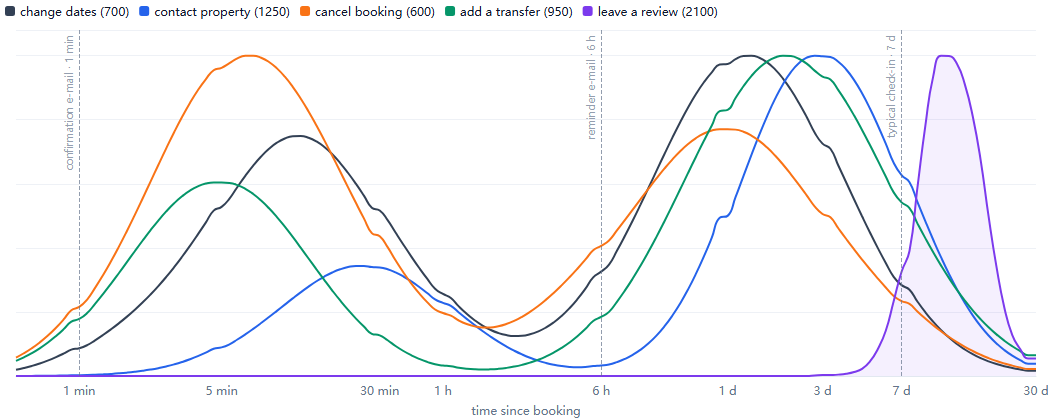 change dates (700) contact property (1250) cancel booking (600) add a transfer (950) leave a review (2100)
confirmation e-mail · 1 min
reminder e-mail · 6 h
typical check-in · 7 d
1 min 5 min 30 min 1 h 6 h 1 d 3 d 7 d 30 d
time since booking